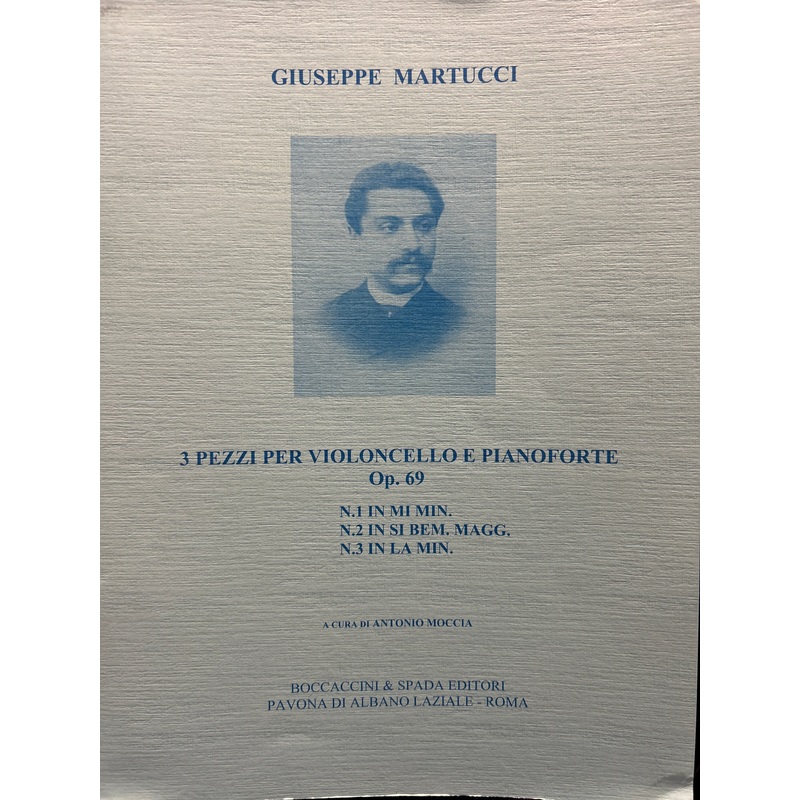 GIUSEPPE MARTUCCI
3 PEZZI PER VIOLONCELLO E PIANOFORTE
Op. 69
N.1 IN MI MIN.
N.2 IN SI BEM. MAGG.
N.3 IN LA MIN.
A CURA DI ANTONIO MOCCIA
BOCCACCINI & SPADA EDITORI
PAVONA DI ALBANO LAZIALE - ROMA